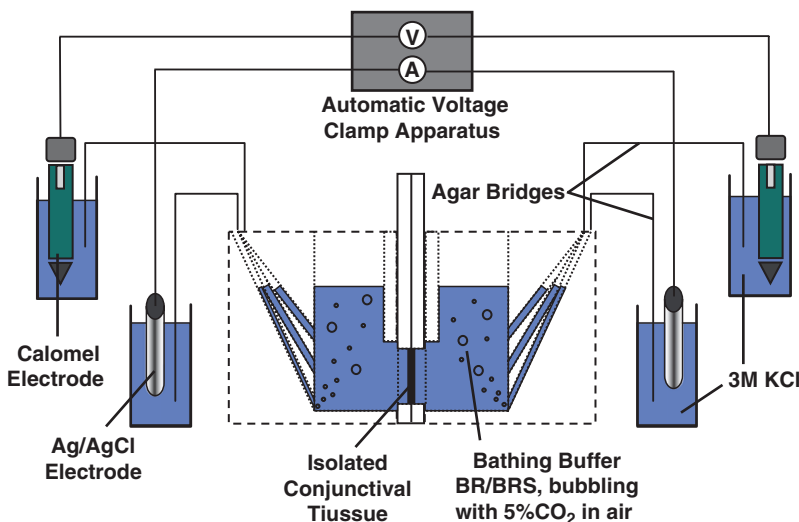 V
A
Automatic Voltage
Clamp Apparatus
Agar Bridges
Calomel
Electrode
3M KCl
Ag/AgCl
Electrode
Isolated
Conjunctival
Tiussue
Bathing Buffer
BR/BRS, bubbling
with 5%CO₂ in air